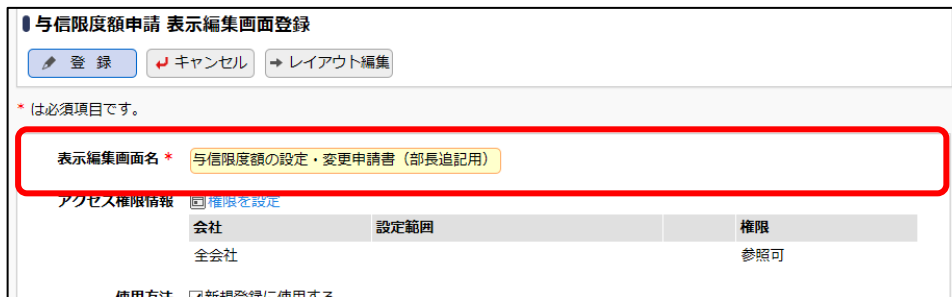 与信限度額申請 表示編集画面登録
登 録 キャンセル レイアウト編集
* は必須項目です。
表示編集画面名 * 与信限度額の設定・変更申請書（部長追記用）
アクセス権限情報 権限を設定
会社 設定範囲 権限
全会社 参照可
使用方法 新規登録に使用する